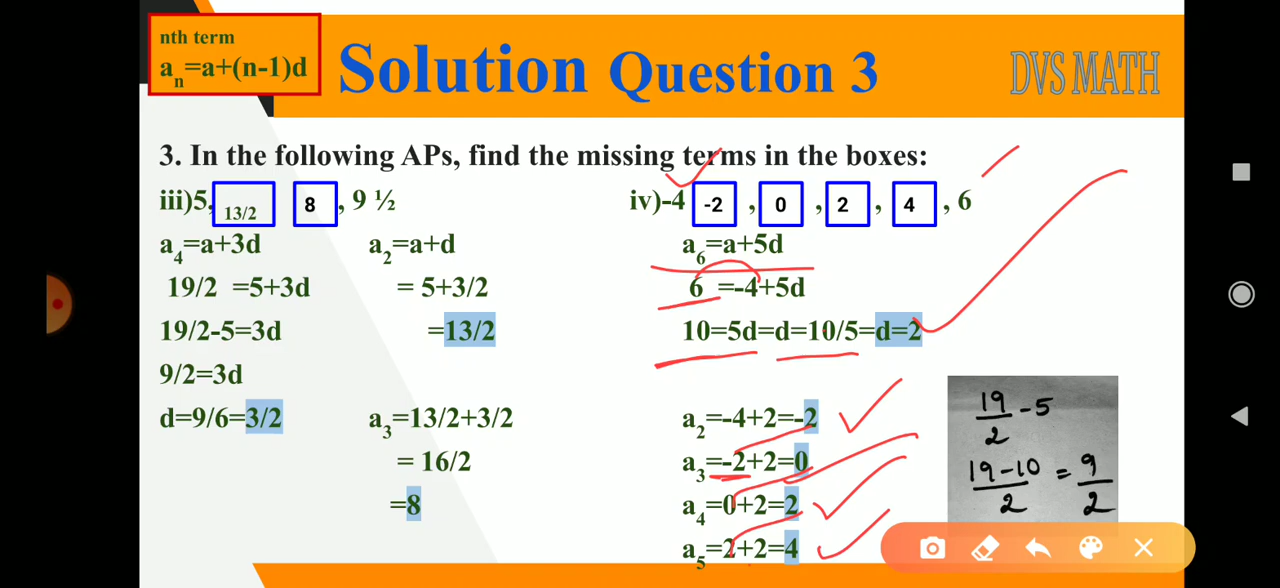 nth term
aₙ=a+(n-1)d
Solution Question 3
DVS MATH
3. In the following APs, find the missing terms in the boxes:
iii)5, 13/2 8 , 9 ½
a₄=a+3d
19/2 =5+3d
19/2-5=3d
9/2=3d
d=9/6=3/2
a₂=a+d
= 5+3/2
=13/2
a₃=13/2+3/2
= 16/2
=8
iv)-4 -2 , 0 , 2 , 4 , 6
a₆=a+5d
6 =-4+5d
10=5d=d=10/5=d=2
a₂=-4+2=-2
a₃=-2+2=0
a₄=0+2=2
a₅=2+2=4
19/2 - 5
19-10/2 = 9/2